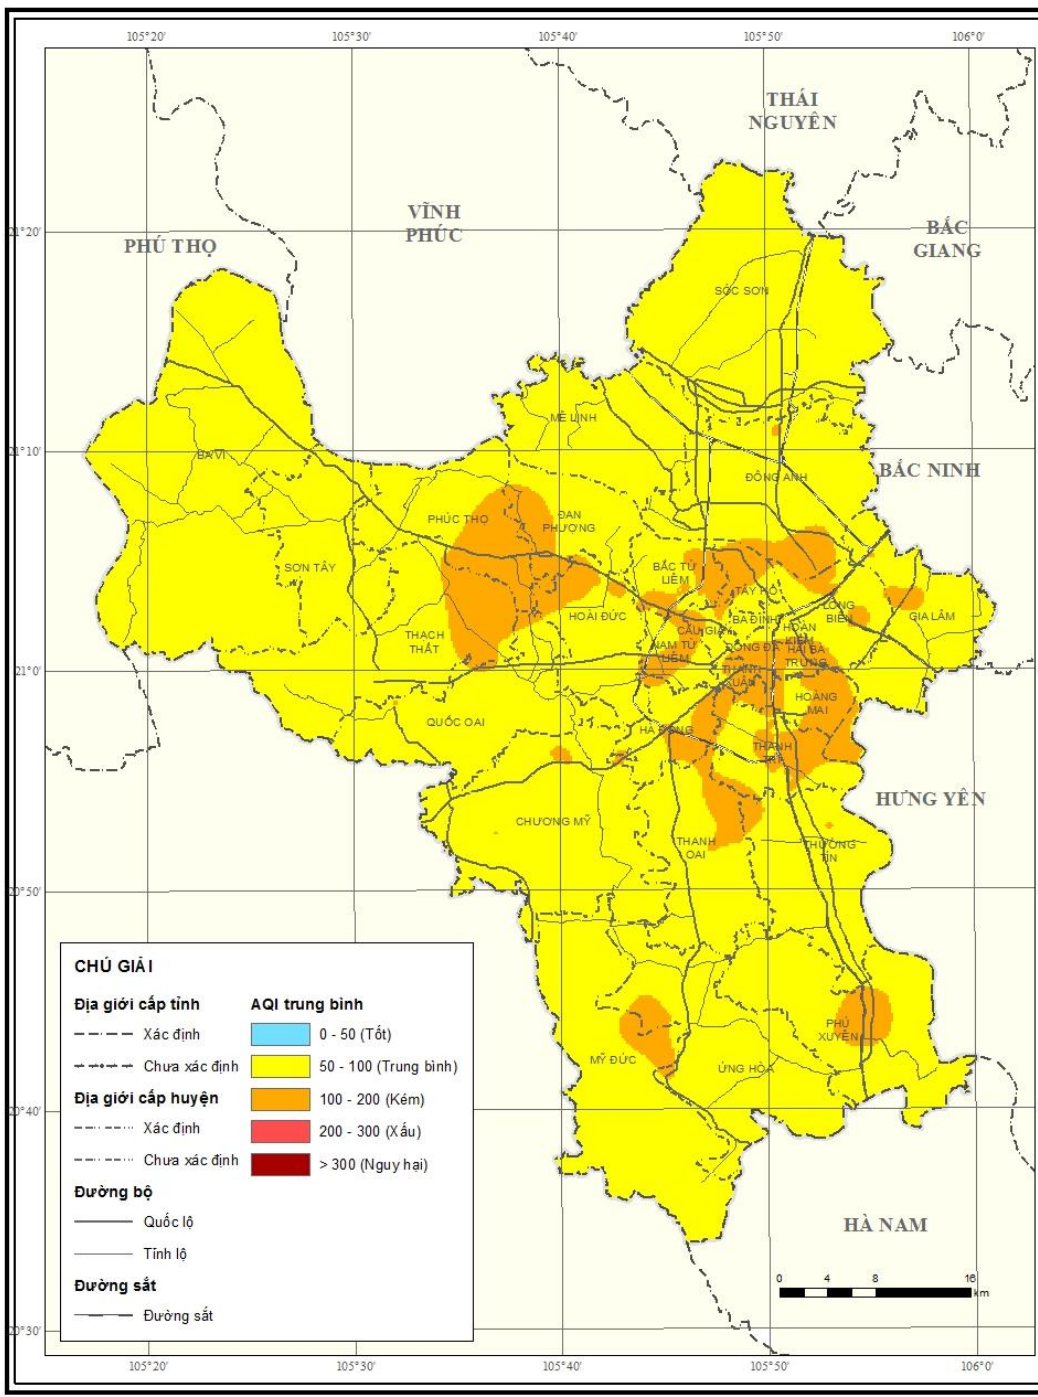 105°20' 105°30' 105°40' 105°50' 106°0'
THÁI
NGUYÊN
VĨNH
PHÚC
21°20'
PHÚ THỌ
BẮC
GIANG
SÓC SƠN
MÊ LINH
21°10'
BA VÌ
BẮC NINH
ĐÔNG ANH
PHÚC THỌ
ĐAN
PHƯỢNG
SƠN TÂY
BẮC TỪ
LIÊM
TÂY HỒ
LONG
BIÊN
GIA LÂM
HOÀI ĐỨC
BA ĐÌNH
HOÀN
KIẾM
CẦU GIẤY
THẠCH
THẤT
NAM TỪ
LIÊM
ĐỐNG ĐA
HAI BÀ
TRƯNG
21°0'
THANH
XUÂN
HOÀNG
MAI
QUỐC OAI
HÀ ĐÔNG
THANH
TRÌ
HƯNG YÊN
CHƯƠNG MỸ
THANH
OAI
THƯỜNG
TÍN
20°50'
PHÚ
XUYÊN
MỸ ĐỨC
ỨNG HÒA
20°40'
HÀ NAM
CHÚ GIẢI
Địa giới cấp tỉnh
Xác định
Chưa xác định
Địa giới cấp huyện
Xác định
Chưa xác định
Đường bộ
Quốc lộ
Tỉnh lộ
Đường sắt
Đường sắt
AQI trung bình
0 - 50 (Tốt)
50 - 100 (Trung bình)
100 - 200 (Kém)
200 - 300 (Xấu)
> 300 (Nguy hại)
0 4 8 16
km
20°30'
105°20' 105°30' 105°40' 105°50' 106°0'